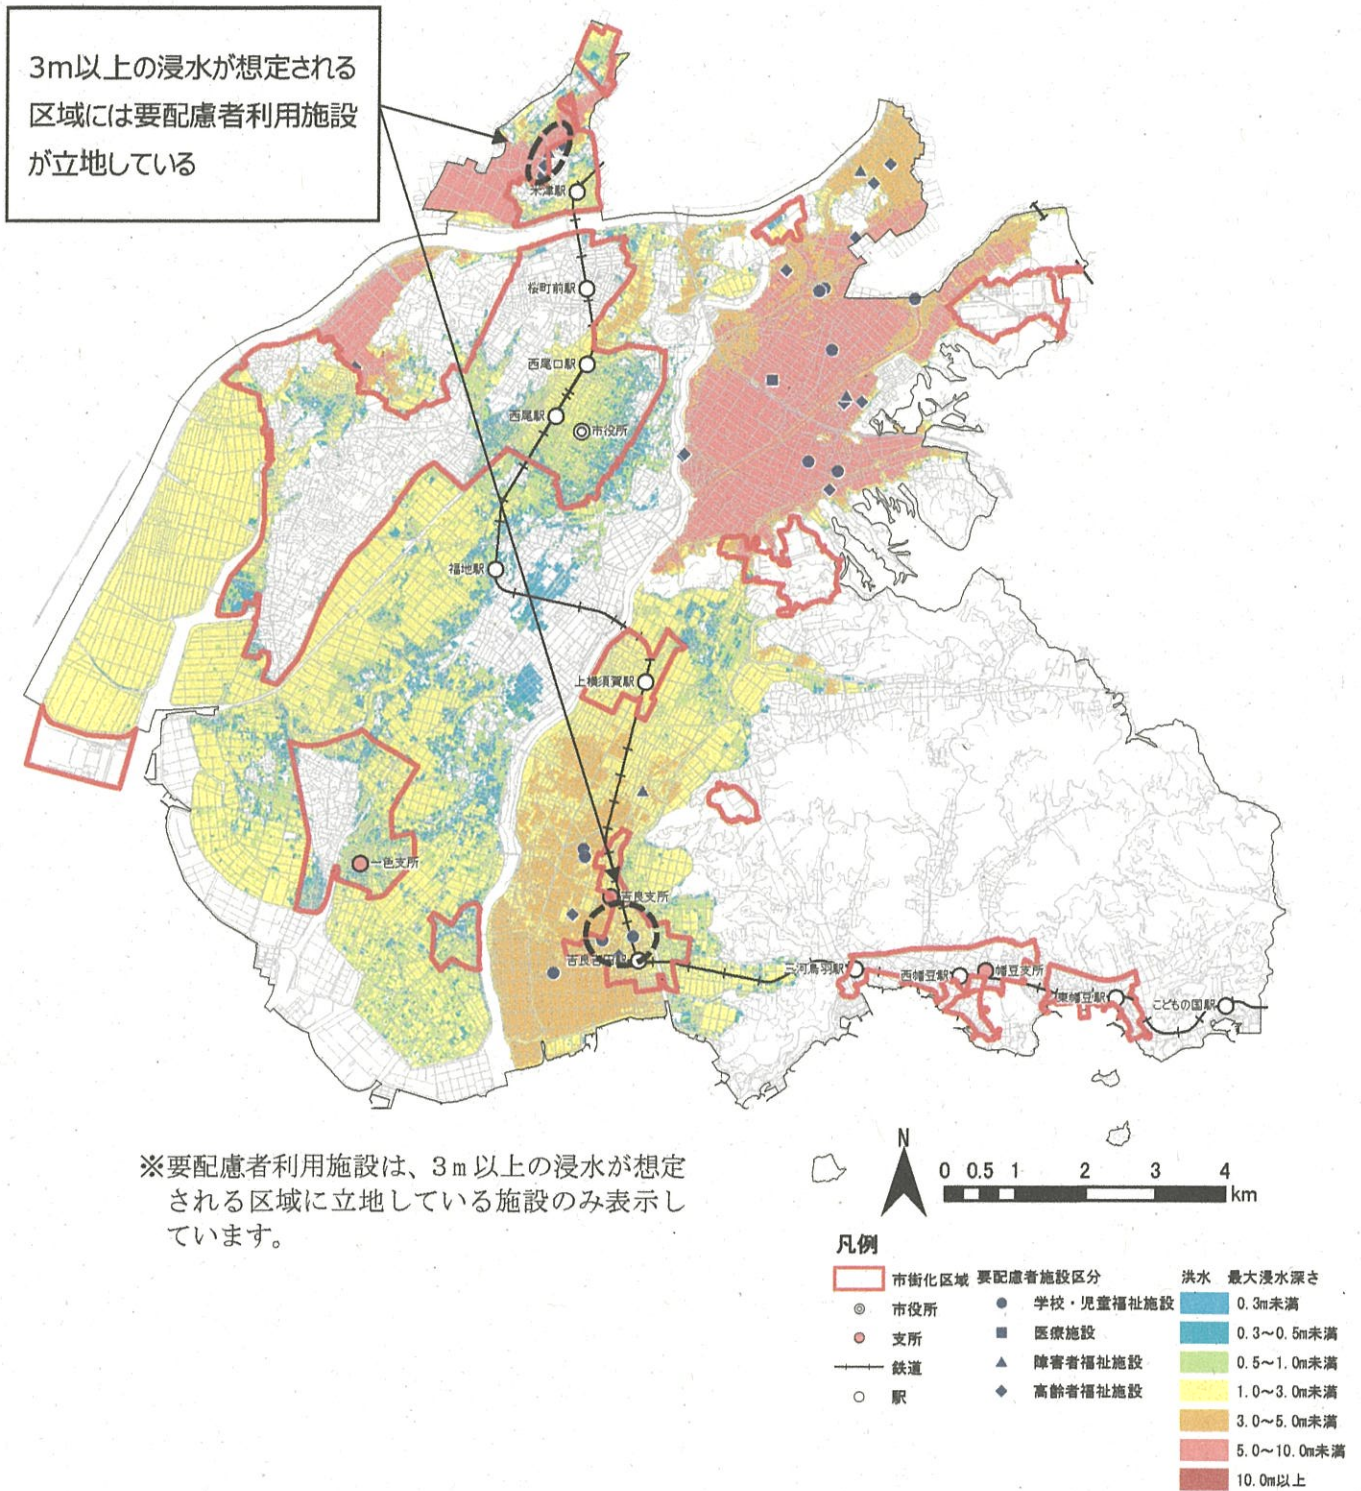 3m以上の浸水が想定される
区域には要配慮者利用施設
が立地している
米津駅
桜町前駅
西尾口駅
西尾駅
市役所
福地駅
上横須賀駅
一色支所
吉良支所
吉良吉田駅
三河鳥羽駅
西幡豆駅
幡豆支所
東幡豆駅
こどもの国駅
※要配慮者利用施設は、3m以上の浸水が想定
される区域に立地している施設のみ表示し
ています。
N
0 0.5 1 2 3 4
km
凡例
市街化区域
市役所
支所
鉄道
駅
要配慮者施設区分
学校・児童福祉施設
医療施設
障害者福祉施設
高齢者福祉施設
洪水 最大浸水深さ
0.3m未満
0.3～0.5m未満
0.5～1.0m未満
1.0～3.0m未満
3.0～5.0m未満
5.0～10.0m未満
10.0m以上